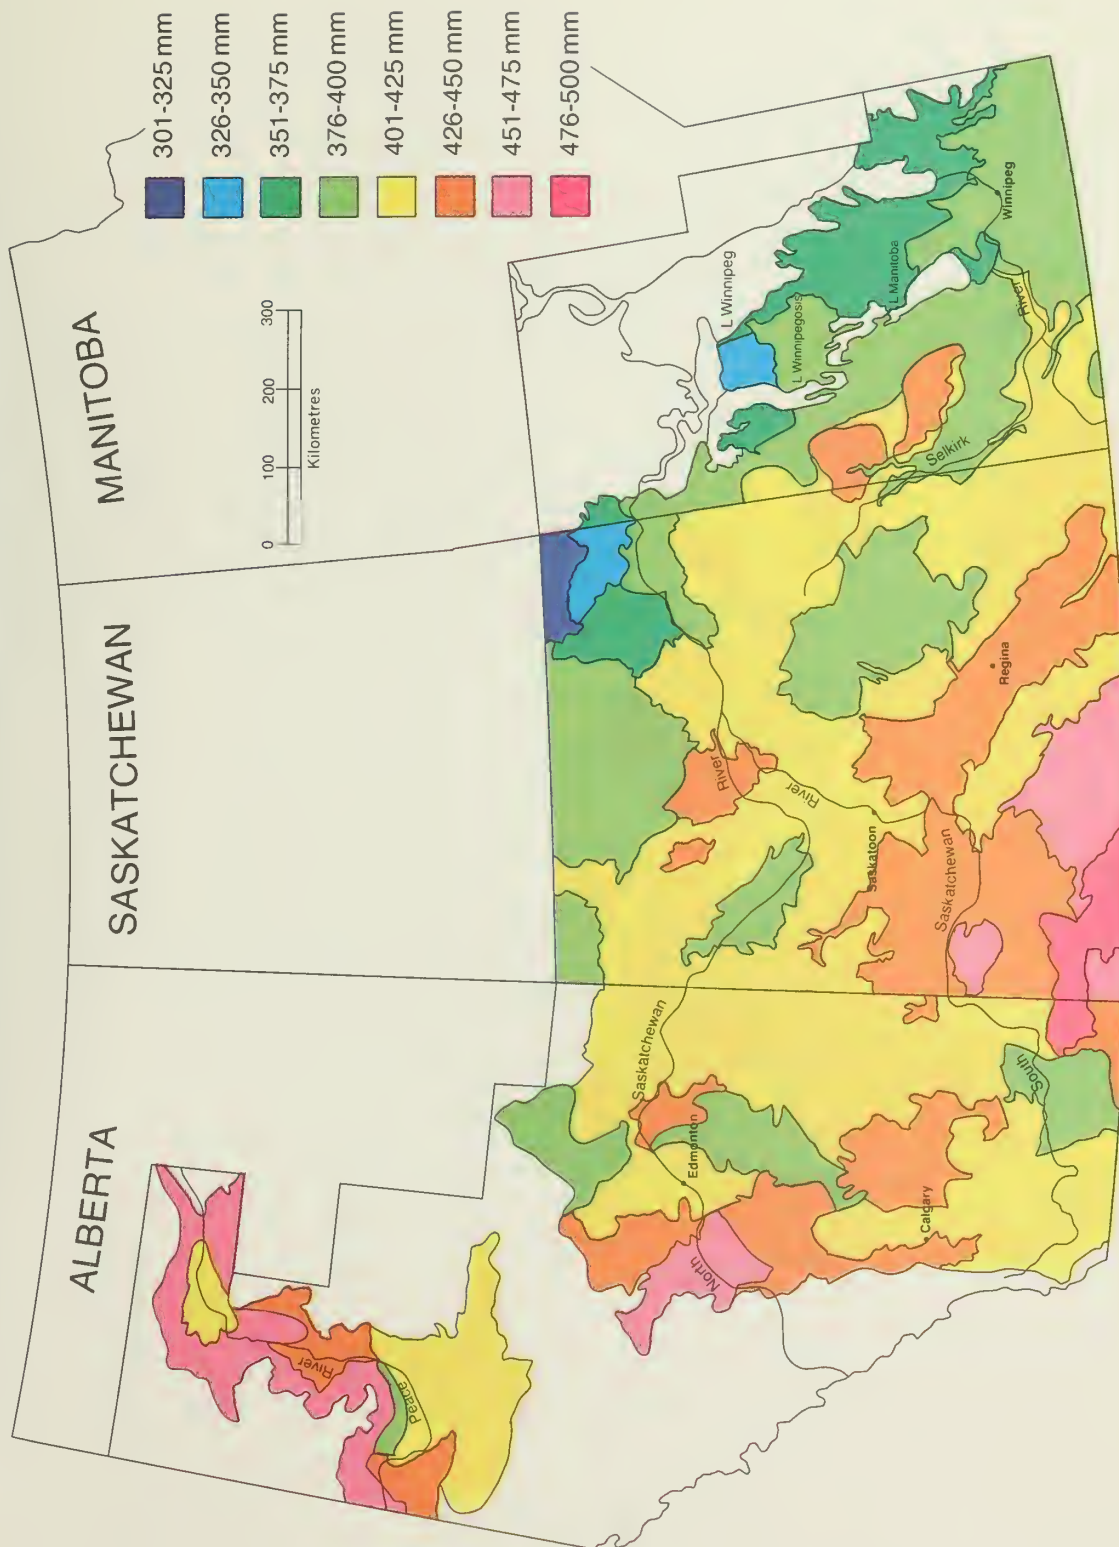 ALBERTA
SASKATCHEWAN
MANITOBA
0 100 200 300
Kilometres
301-325 mm
326-350 mm
351-375 mm
376-400 mm
401-425 mm
426-450 mm
451-475 mm
476-500 mm
River
Peace
North
Saskatchewan
River
Edmonton
Calgary
South
Saskatchewan
River
Saskatoon
Regina
Selkirk
River
L Winnipeg
L Winnipegosis
L Manitoba
Winnipeg